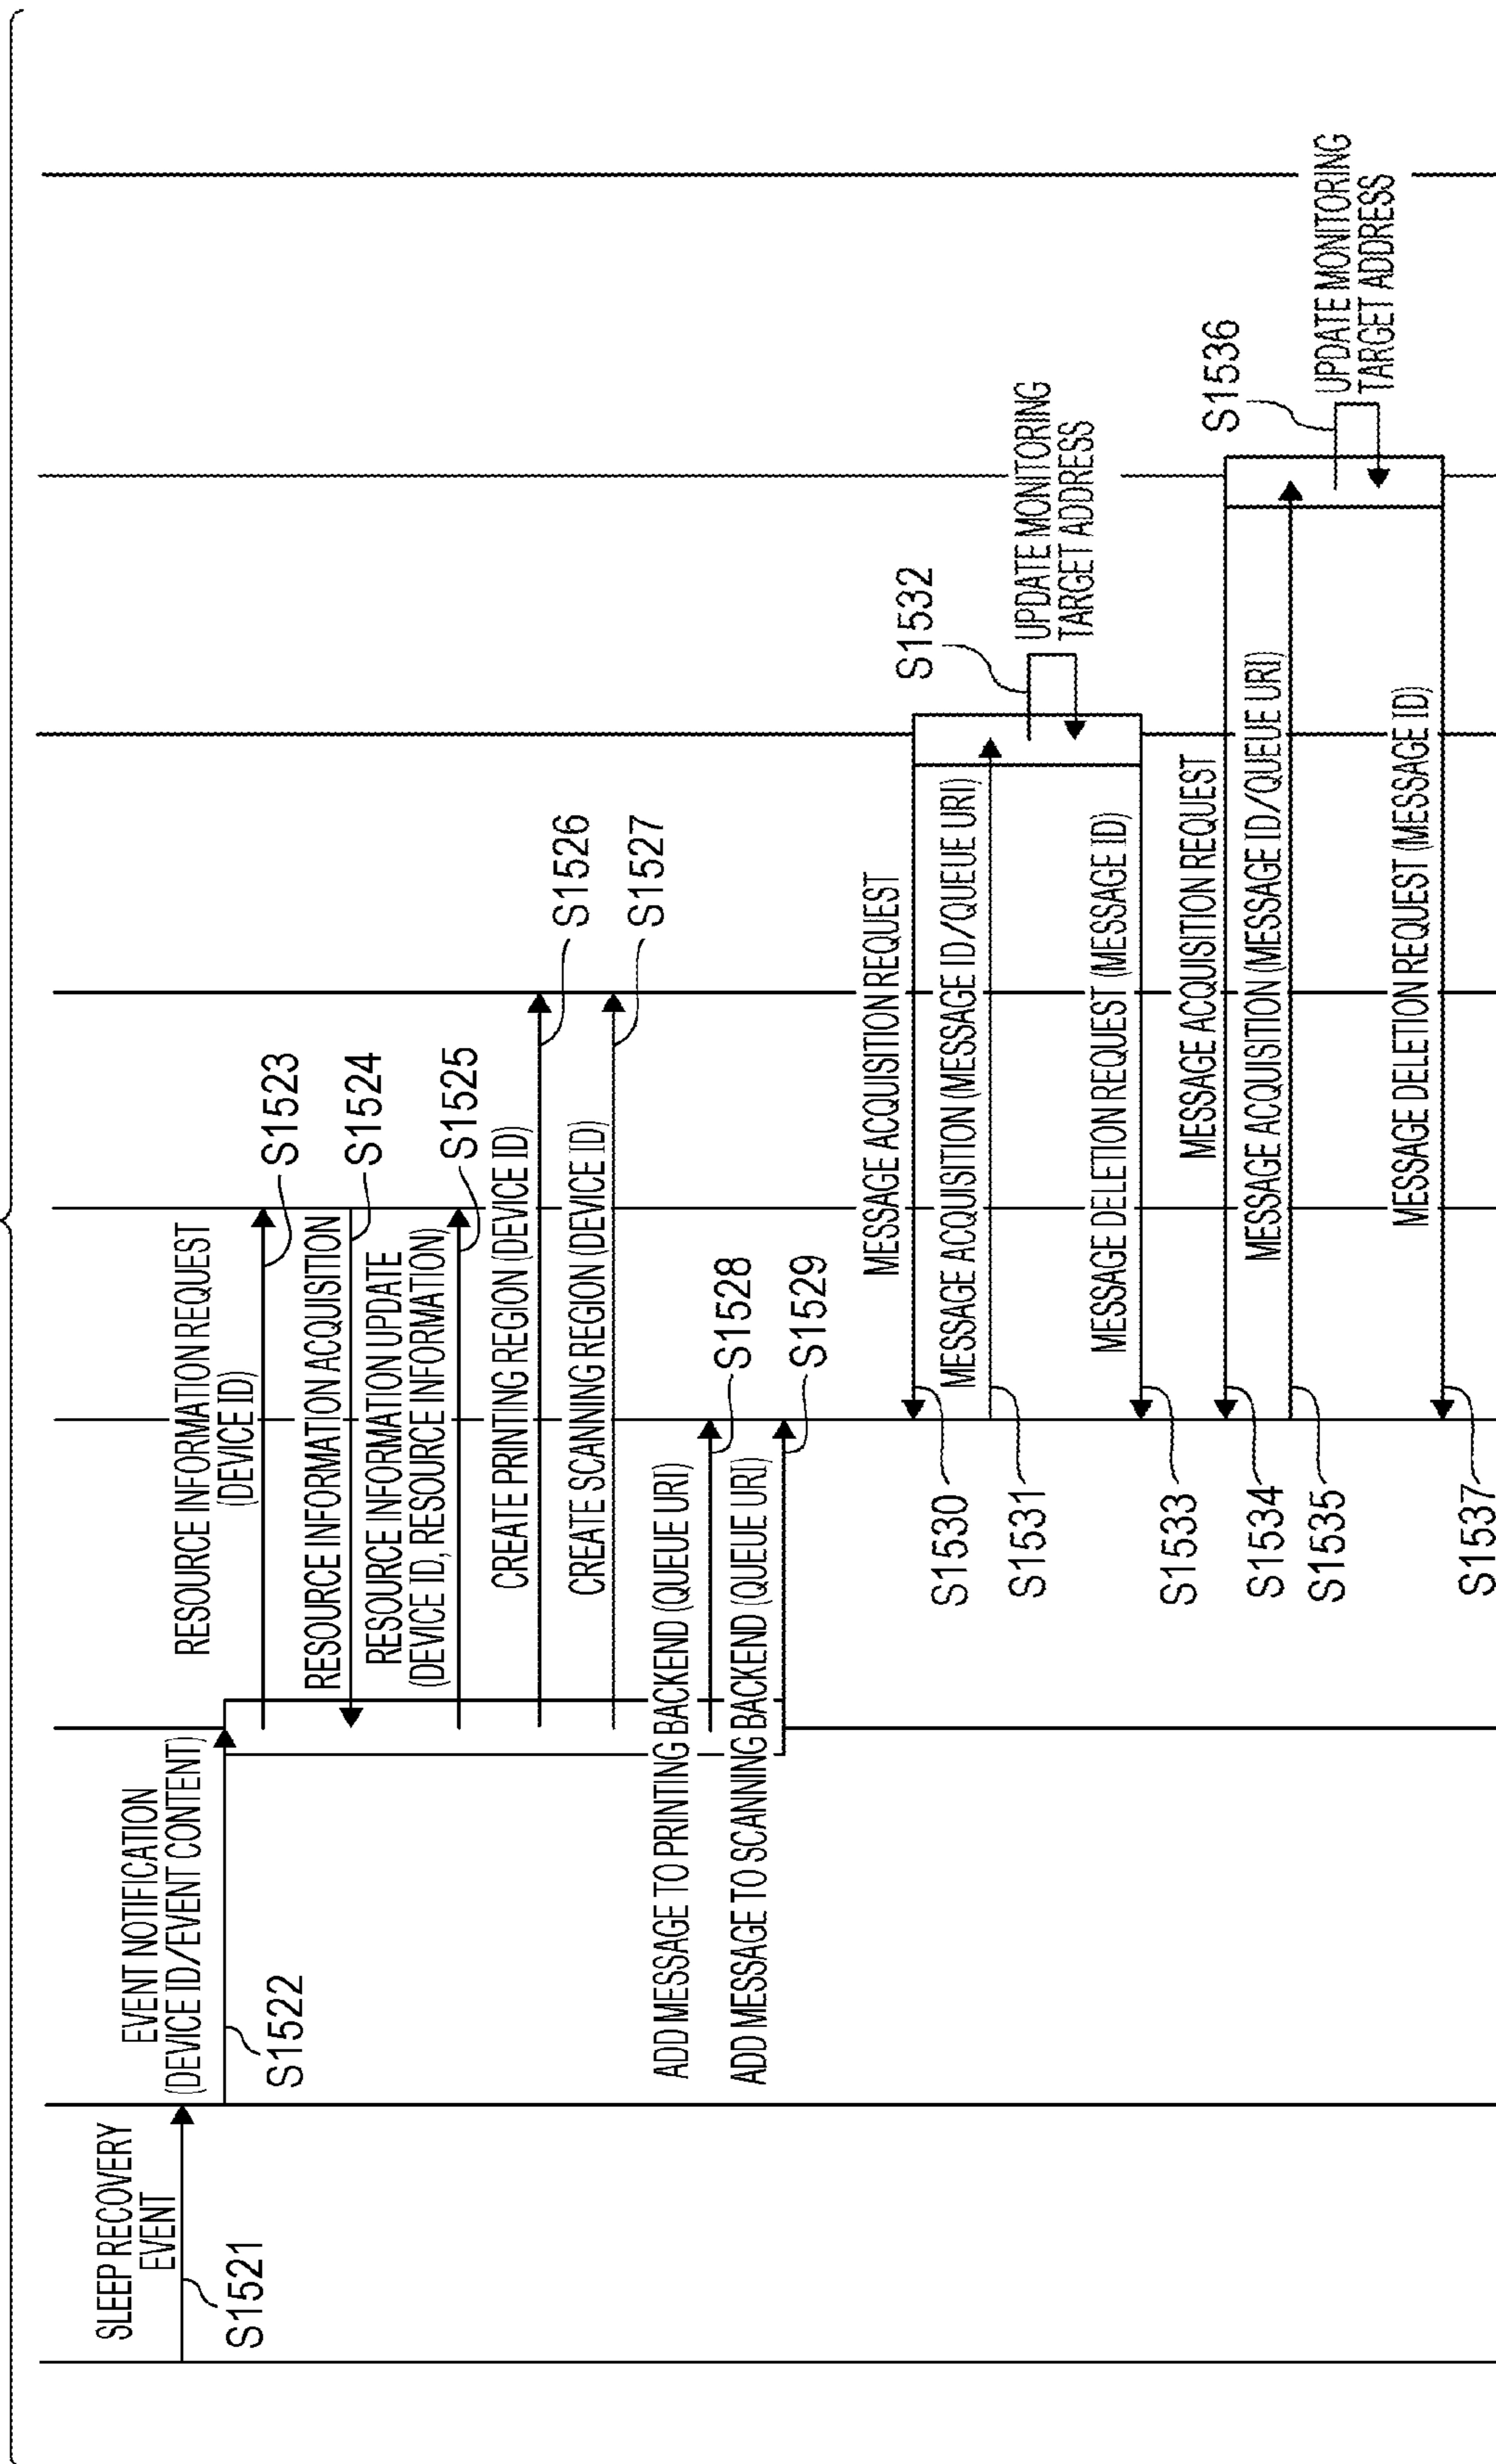 SLEEP RECOVERY
EVENT
S1521
EVENT NOTIFICATION
(DEVICE ID/EVENT CONTENT)
S1522
RESOURCE INFORMATION REQUEST
(DEVICE ID)
S1523
RESOURCE INFORMATION ACQUISITION
S1524
RESOURCE INFORMATION UPDATE
(DEVICE ID, RESOURCE INFORMATION)
S1525
CREATE PRINTING REGION (DEVICE ID)
S1526
CREATE SCANNING REGION (DEVICE ID)
S1527
ADD MESSAGE TO PRINTING BACKEND (QUEUE URI)
S1528
ADD MESSAGE TO SCANNING BACKEND (QUEUE URI)
S1529
MESSAGE ACQUISITION REQUEST
S1530
MESSAGE ACQUISITION (MESSAGE ID/QUEUE URI)
S1531
S1532
UPDATE MONITORING
TARGET ADDRESS
MESSAGE DELETION REQUEST (MESSAGE ID)
S1533
MESSAGE ACQUISITION REQUEST
S1534
MESSAGE ACQUISITION (MESSAGE ID/QUEUE URI)
S1535
S1536
UPDATE MONITORING
TARGET ADDRESS
MESSAGE DELETION REQUEST (MESSAGE ID)
S1537